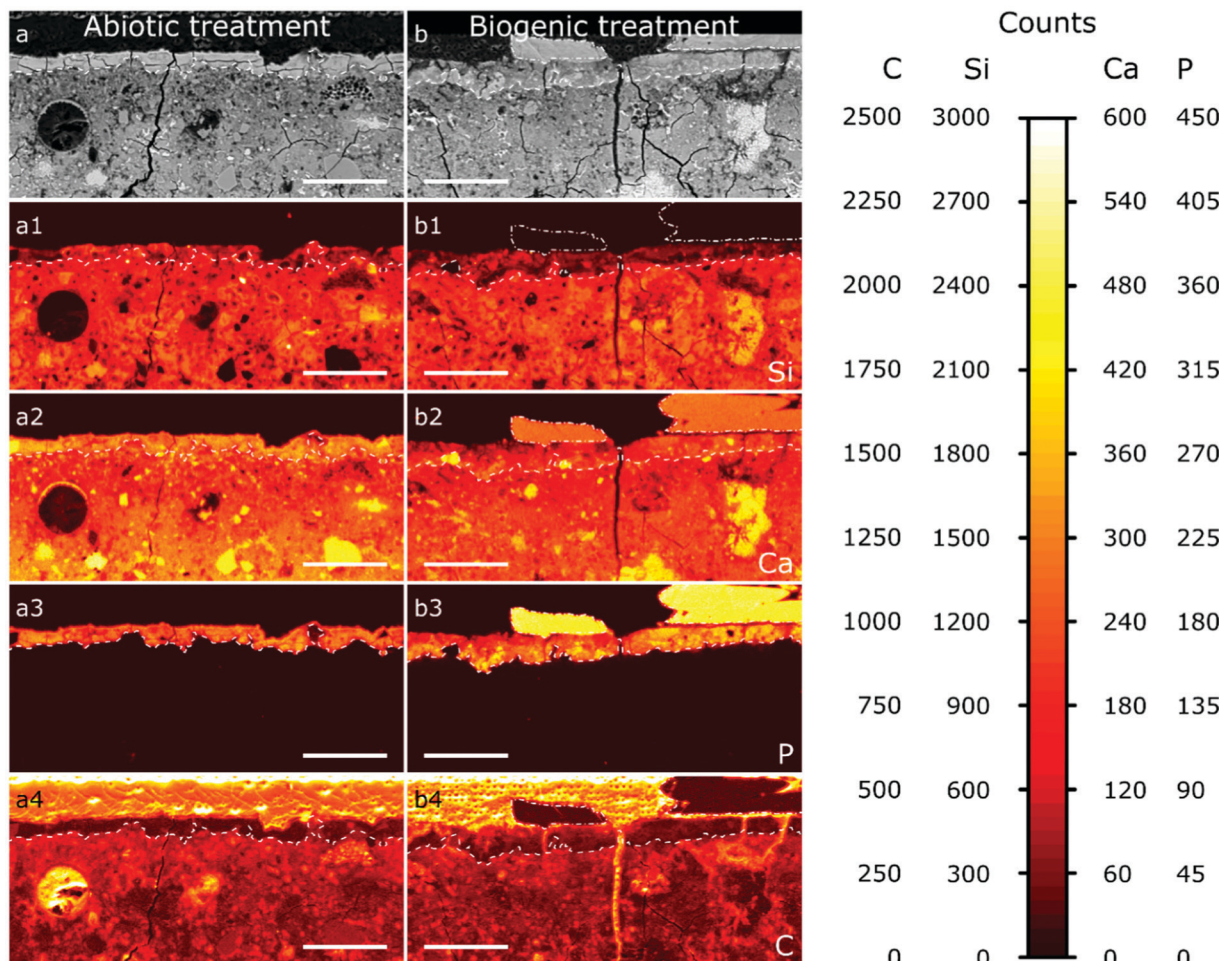 a Abiotic treatment
b Biogenic treatment
a1
b1
Si
a2
b2
Ca
a3
b3
P
a4
b4
C
Counts
C Si Ca P
2500 3000 600 450
2250 2700 540 405
2000 2400 480 360
1750 2100 420 315
1500 1800 360 270
1250 1500 300 225
1000 1200 240 180
750 900 180 135
500 600 120 90
250 300 60 45
0 0 0 0